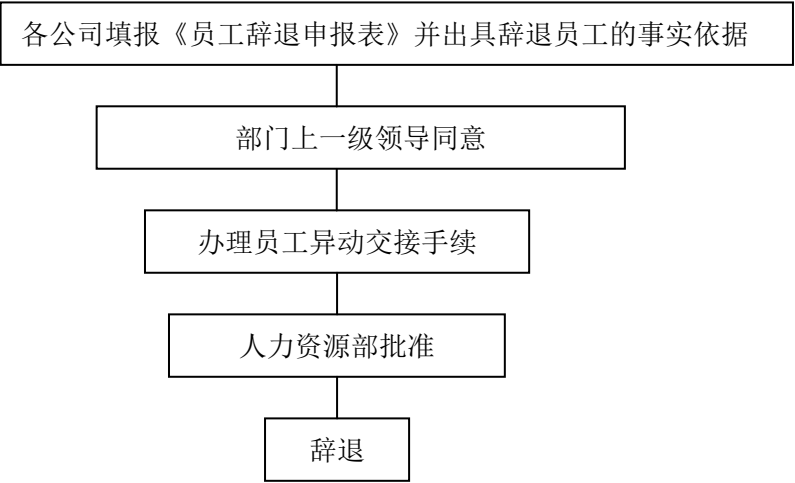 各公司填报《员工辞退申报表》并出具辞退员工的事实依据
部门上一级领导同意
办理员工异动交接手续
人力资源部批准
辞退